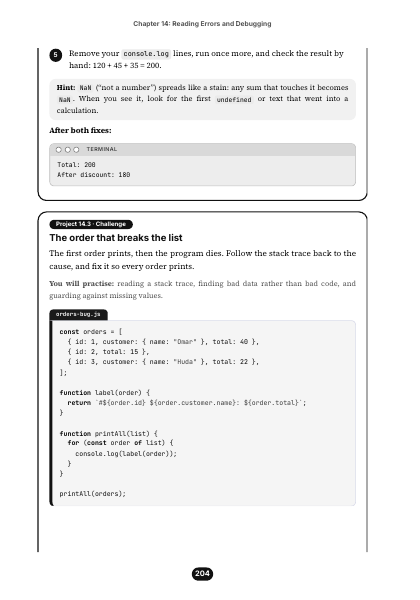 Chapter 14: Reading Errors and Debugging
5 Remove your console.log lines, run once more, and check the result by
hand: 120 + 45 + 35 = 200.
Hint: NaN (“not a number”) spreads like a stain: any sum that touches it becomes
NaN. When you see it, look for the first undefined or text that went into a
calculation.
After both fixes:
TERMINAL
Total: 200
After discount: 180
Project 14.3 · Challenge
The order that breaks the list
The first order prints, then the program dies. Follow the stack trace back to the
cause, and fix it so every order prints.
You will practise: reading a stack trace, finding bad data rather than bad code, and
guarding against missing values.
orders-bug.js
const orders = [
  { id: 1, customer: { name: "Omar" }, total: 40 },
  { id: 2, total: 15 },
  { id: 3, customer: { name: "Huda" }, total: 22 },
];
function label(order) {
  return `#${order.id} ${order.customer.name}: ${order.total}`;
}
function printAll(list) {
  for (const order of list) {
    console.log(label(order));
  }
}
printAll(orders);
204